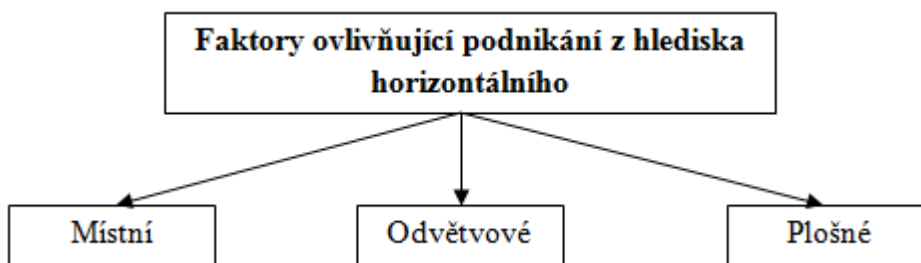 Faktory ovlivňující podnikání z hlediska
horizontálního
Místní
Odvětvové
Plošné